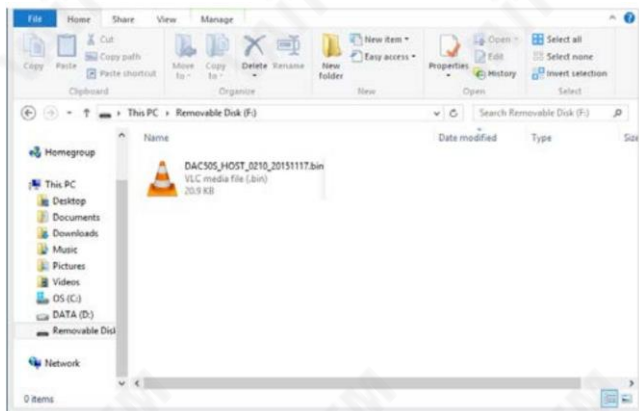 File Home Share View Manage
Copy Paste Cut Copy path Paste shortcut Move to Copy to Delete Rename New folder New item Easy access Properties Open Edit History Select all Select none Invert selection
Clipboard Organize New Open Select
This PC Removable Disk (F:) Search Removable Disk (F:)
Name Date modified Type Size
Homegroup
DAC50S_HOST_0210_20151117.bin
VLC media file (.bin)
20.9 KB
This PC
Desktop
Documents
Downloads
Music
Pictures
Videos
OS (C:)
DATA (D:)
Removable Disk
Network
0 items